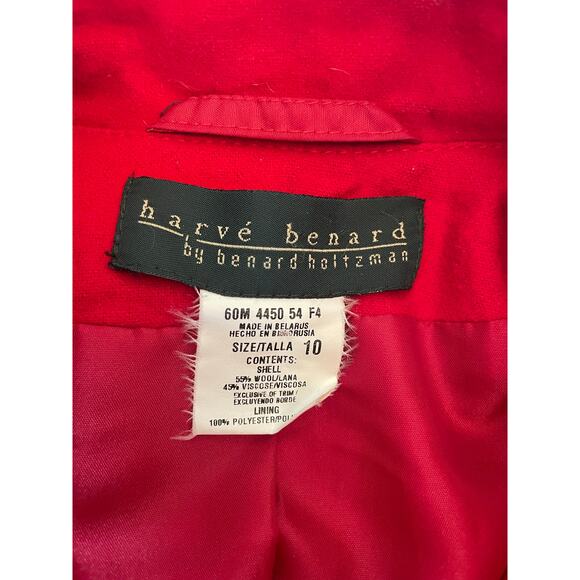 harvé benard
by benard holtzman
60M 4450 54 F4
MADE IN BELARUS
HECHO EN
SIZE/TALLA 10
CONTENTS:
SHELL
55% WOOL/LANA
45% VISCOSE/VISCOSA
EXCLUSIVE OF TRIM/
EXCLUYENDO BORDE
LINING
100% POLYESTER/